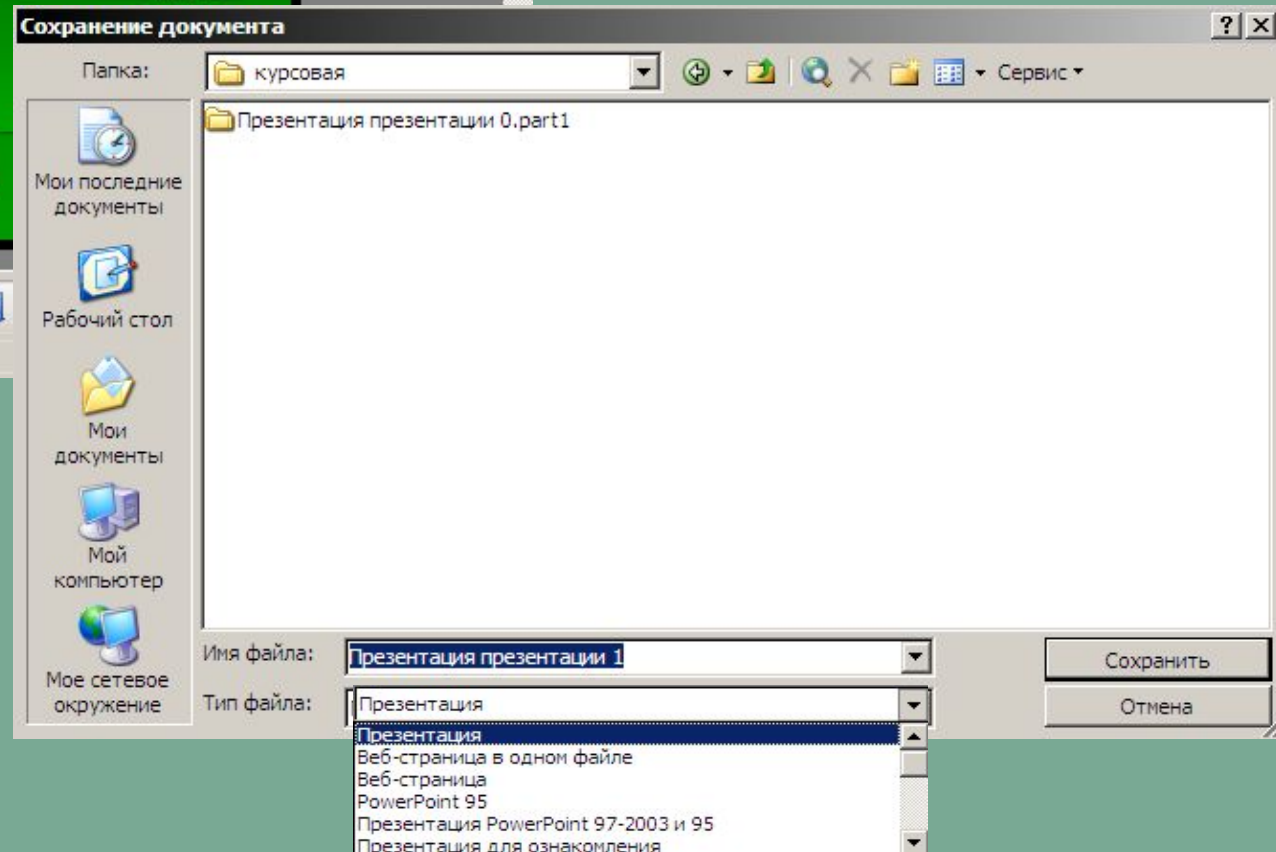 Сохранение документа
Папка:
курсовая
Сервис
Презентация презентации 0.part1
Мои последние
документы
Рабочий стол
Мои
документы
Мой
компьютер
Мое сетевое
окружение
Имя файла:
Презентация презентации 1
Сохранить
Тип файла:
Презентация
Отмена
Презентация
Веб-страница в одном файле
Веб-страница
PowerPoint 95
Презентация PowerPoint 97-2003 и 95
Презентация для ознакомления